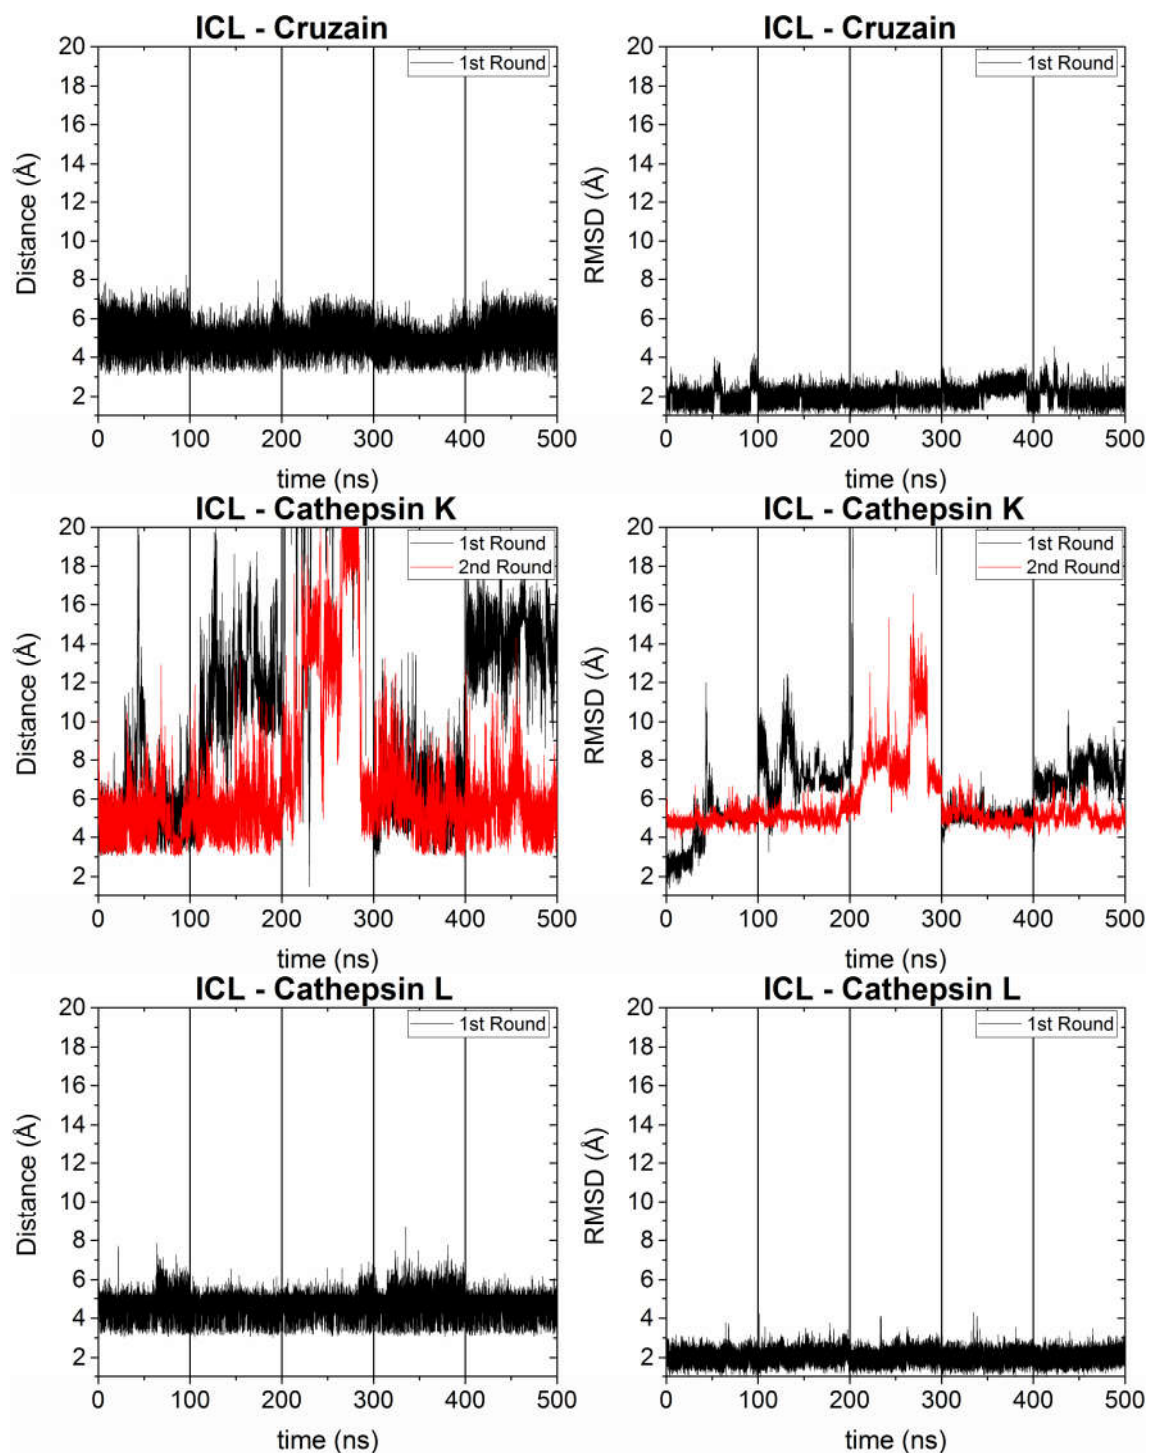 ICL - Cruzain
20
18
16
14
12
10
8
6
4
2
Distance (Å)
1st Round
0 100 200 300 400 500
time (ns)
ICL - Cruzain
20
18
16
14
12
10
8
6
4
2
RMSD (Å)
1st Round
0 100 200 300 400 500
time (ns)
ICL - Cathepsin K
20
18
16
14
12
10
8
6
4
2
Distance (Å)
1st Round
2nd Round
0 100 200 300 400 500
time (ns)
ICL - Cathepsin K
20
18
16
14
12
10
8
6
4
2
RMSD (Å)
1st Round
2nd Round
0 100 200 300 400 500
time (ns)
ICL - Cathepsin L
20
18
16
14
12
10
8
6
4
2
Distance (Å)
1st Round
0 100 200 300 400 500
time (ns)
ICL - Cathepsin L
20
18
16
14
12
10
8
6
4
2
RMSD (Å)
1st Round
0 100 200 300 400 500
time (ns)